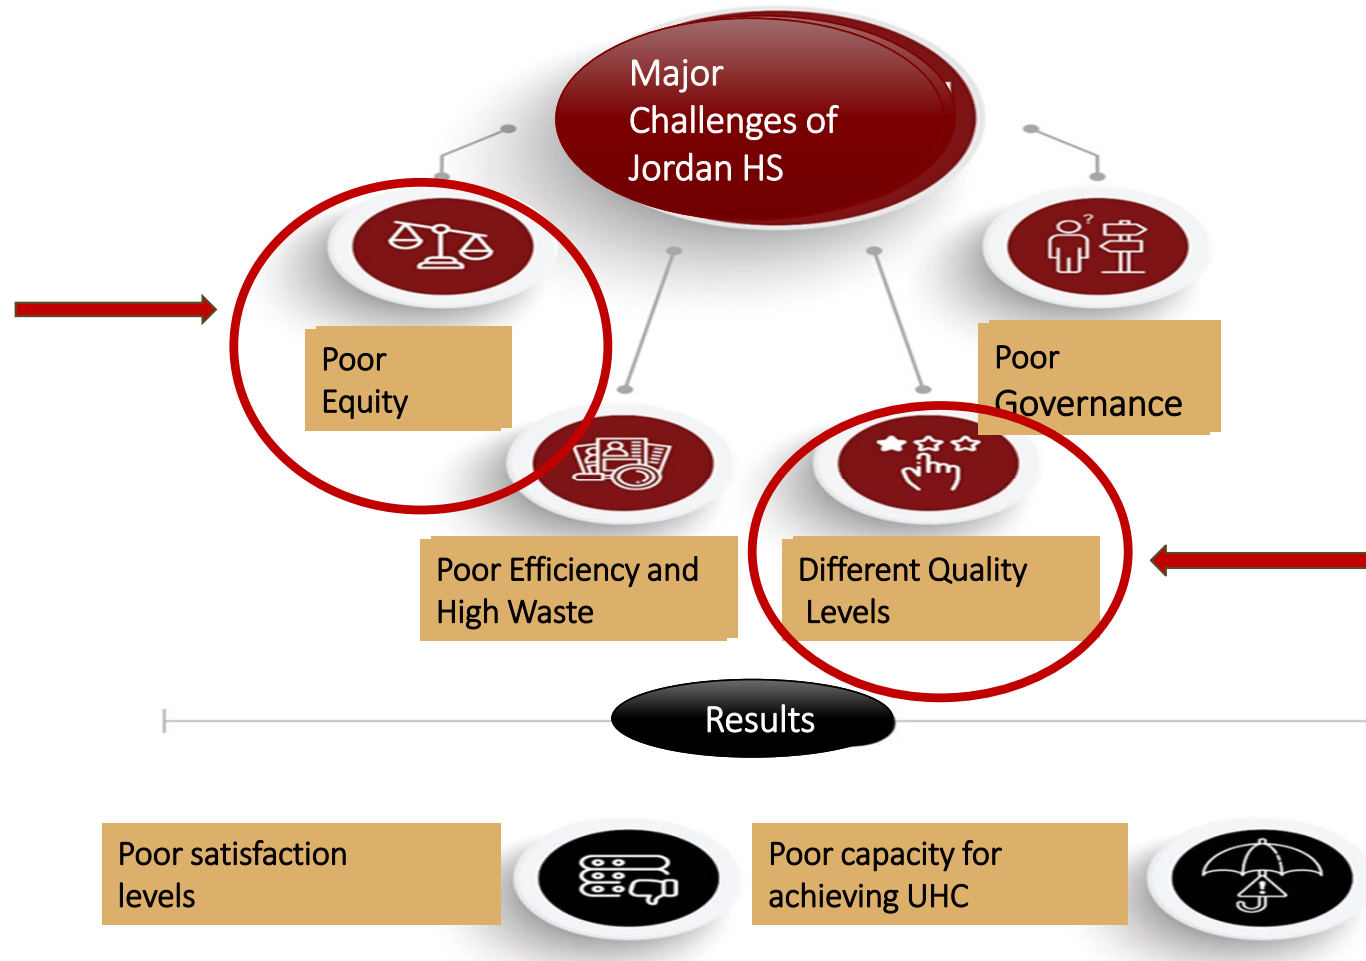 Major
Challenges of
Jordan HS
Poor
Equity
Poor
Governance
?
Poor Efficiency and
High Waste
Different Quality
Levels
Results
Poor satisfaction
levels
Poor capacity for
achieving UHC
!